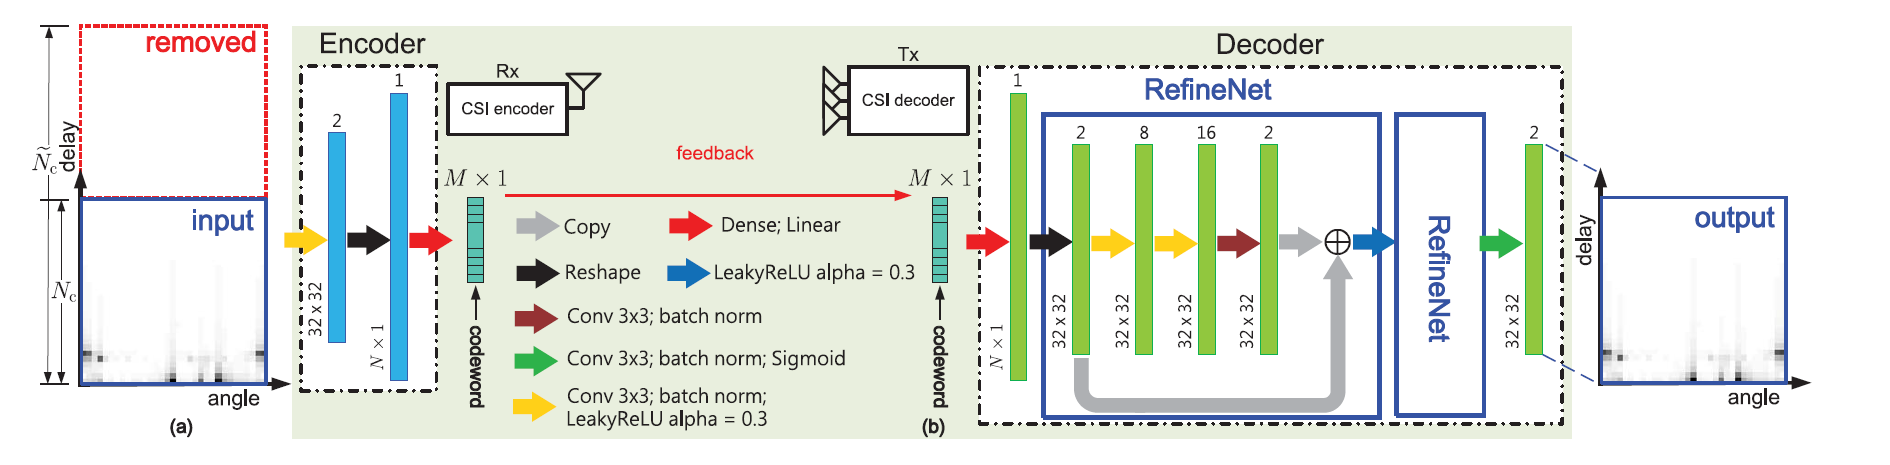 removed
Ñc
delay
input
Nc
angle
(a)
Encoder
2
32 x 32
1
N × 1
Rx
CSI encoder
M × 1
codeword
feedback
Copy
Dense; Linear
Reshape
LeakyReLU alpha = 0.3
Conv 3x3; batch norm
Conv 3x3; batch norm; Sigmoid
Conv 3x3; batch norm;
LeakyReLU alpha = 0.3
Tx
CSI decoder
M × 1
codeword
(b)
Decoder
1
N × 1
RefineNet
2
8
16
2
32 x 32
32 x 32
32 x 32
32 x 32
RefineNet
2
32 x 32
output
delay
angle